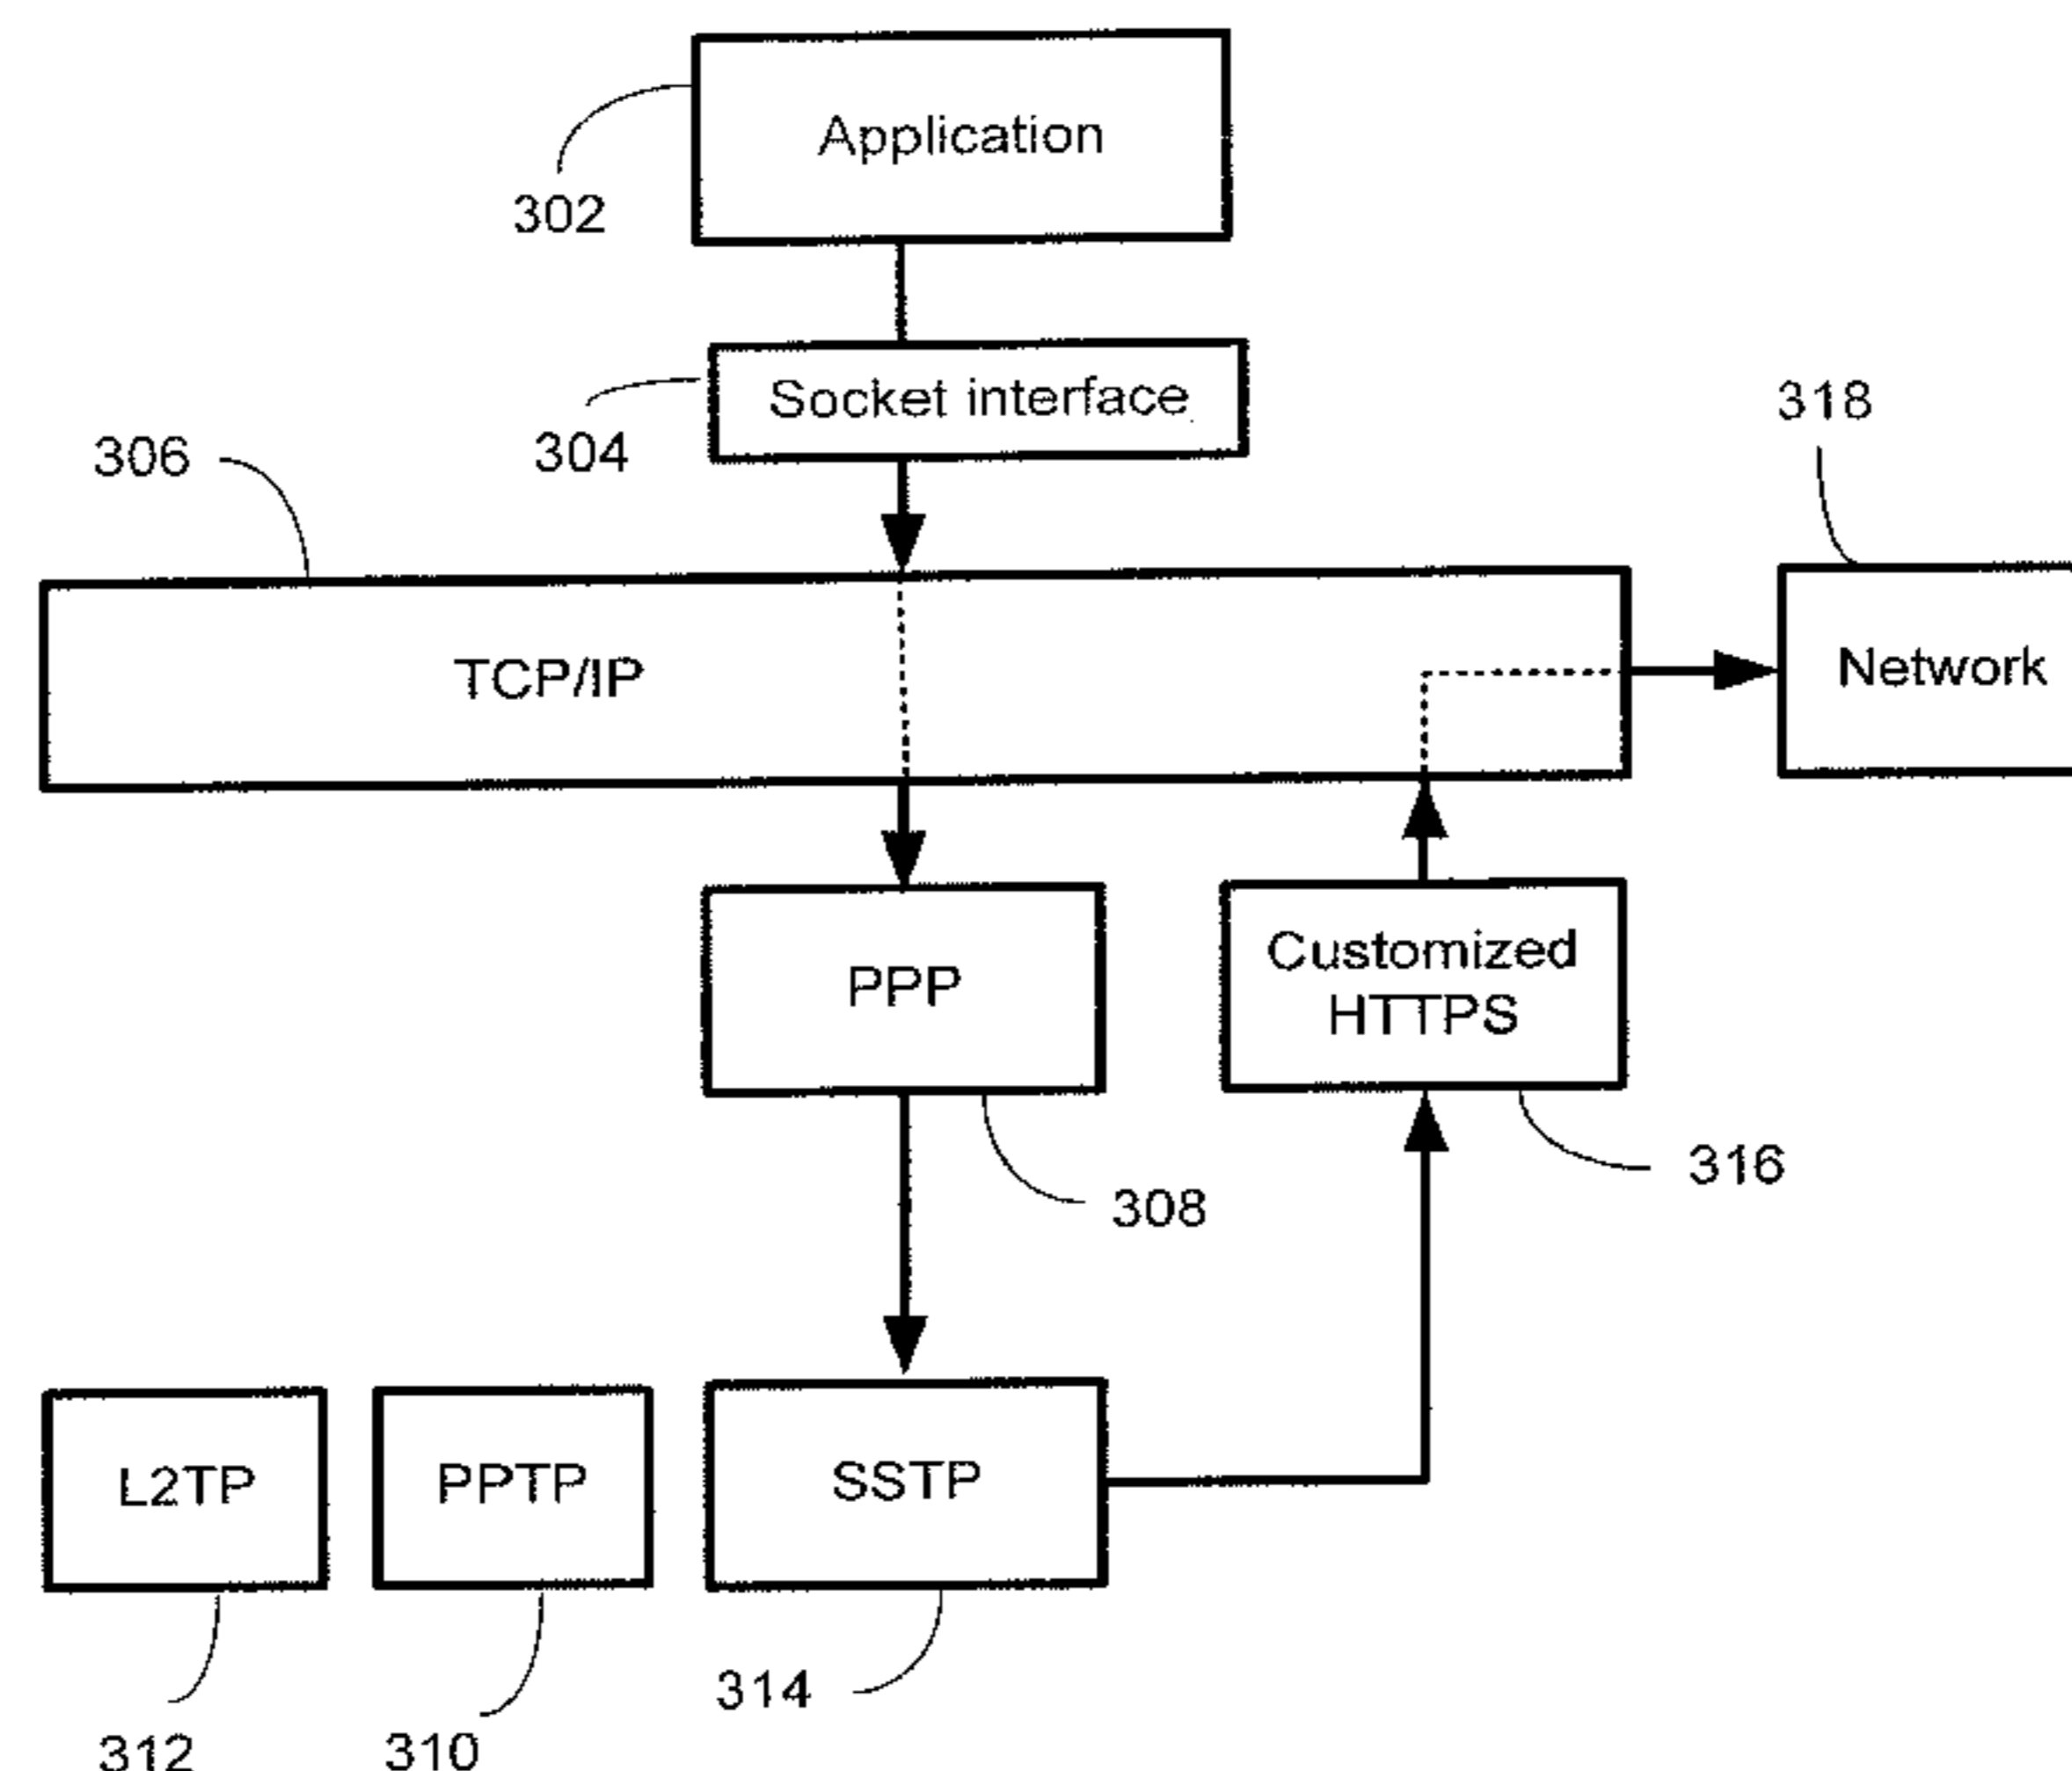 Application
302
Socket interface
304
318
306
TCP/IP
Network
PPP
Customized
HTTPS
316
308
L2TP
PPTP
SSTP
314
312
310